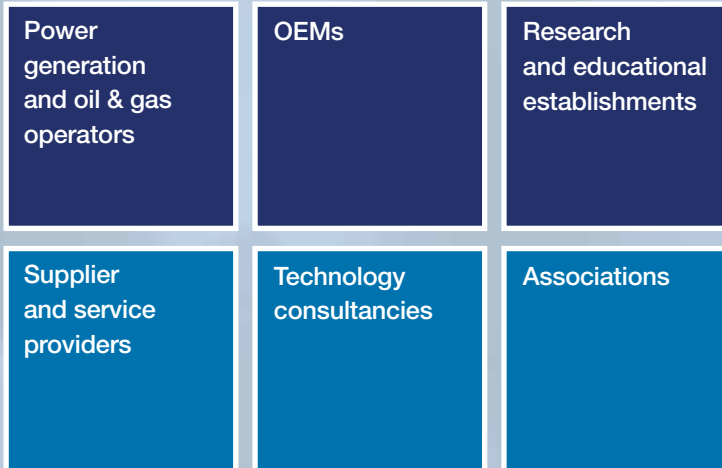 Power
generation
and oil & gas
operators
OEMs
Research
and educational
establishments
Supplier
and service
providers
Technology
consultancies
Associations